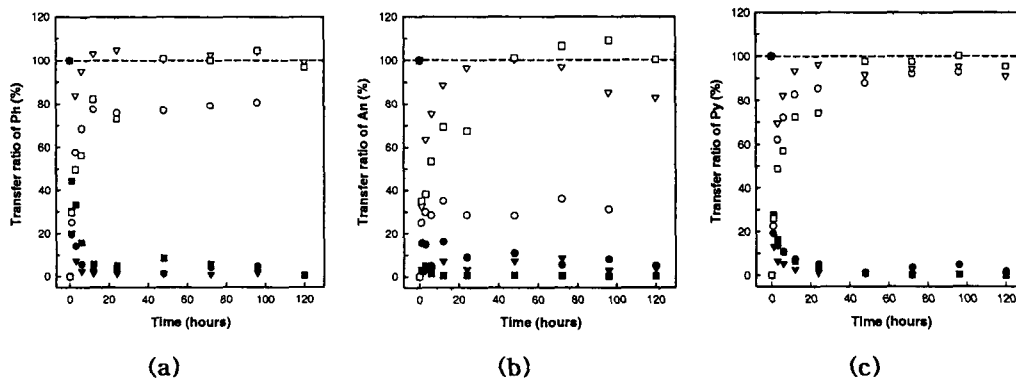 Transfer ratio of Ph (%)
120
100
80
60
40
20
0
0 20 40 60 80 100 120
Time (hours)
(a)
Transfer ratio of An (%)
120
100
80
60
40
20
0
0 20 40 60 80 100 120
Time (hours)
(b)
Transfer ratio of Py (%)
120
100
80
60
40
20
0
0 20 40 60 80 100 120
Time (hours)
(c)